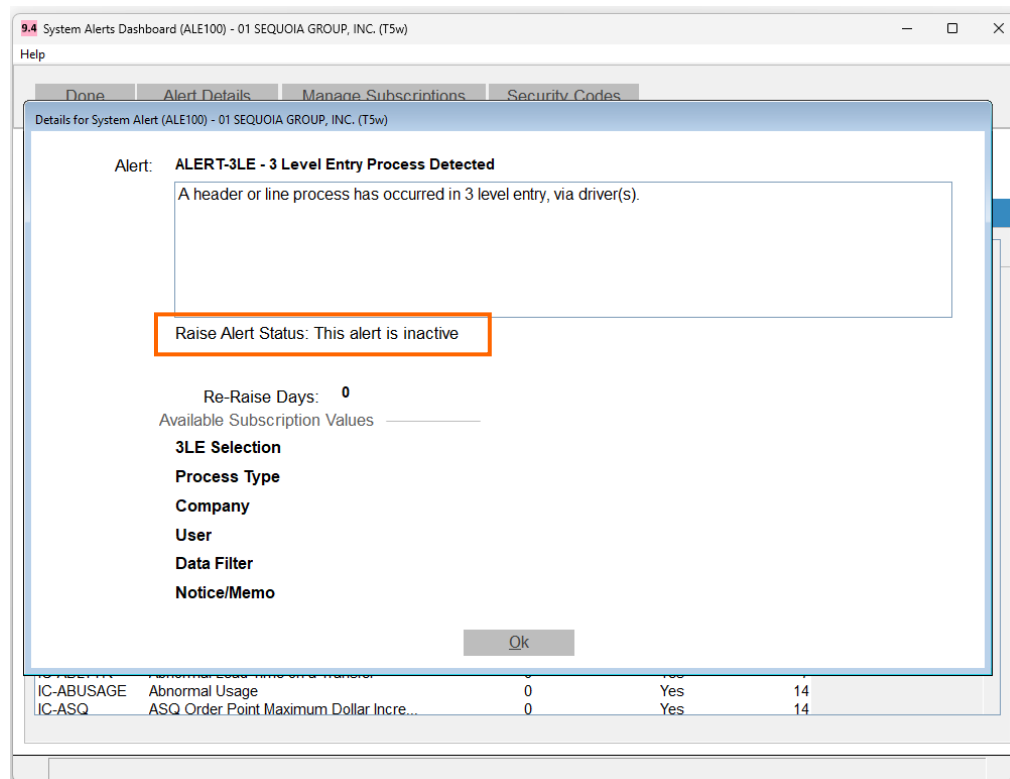 9.4 System Alerts Dashboard (ALE100) - 01 SEQUOIA GROUP, INC. (T5w)
Help
Done Alert Details Manage Subscriptions Security Codes
Details for System Alert (ALE100) - 01 SEQUOIA GROUP, INC. (T5w)
Alert: ALERT-3LE - 3 Level Entry Process Detected
A header or line process has occurred in 3 level entry, via driver(s).
Raise Alert Status: This alert is inactive
Re-Raise Days: 0
Available Subscription Values
3LE Selection
Process Type
Company
User
Data Filter
Notice/Memo
Ok
IC-ABUSAGE Abnormal Usage 0 Yes 14
IC-ASQ ASQ Order Point Maximum Dollar Incre... 0 Yes 14